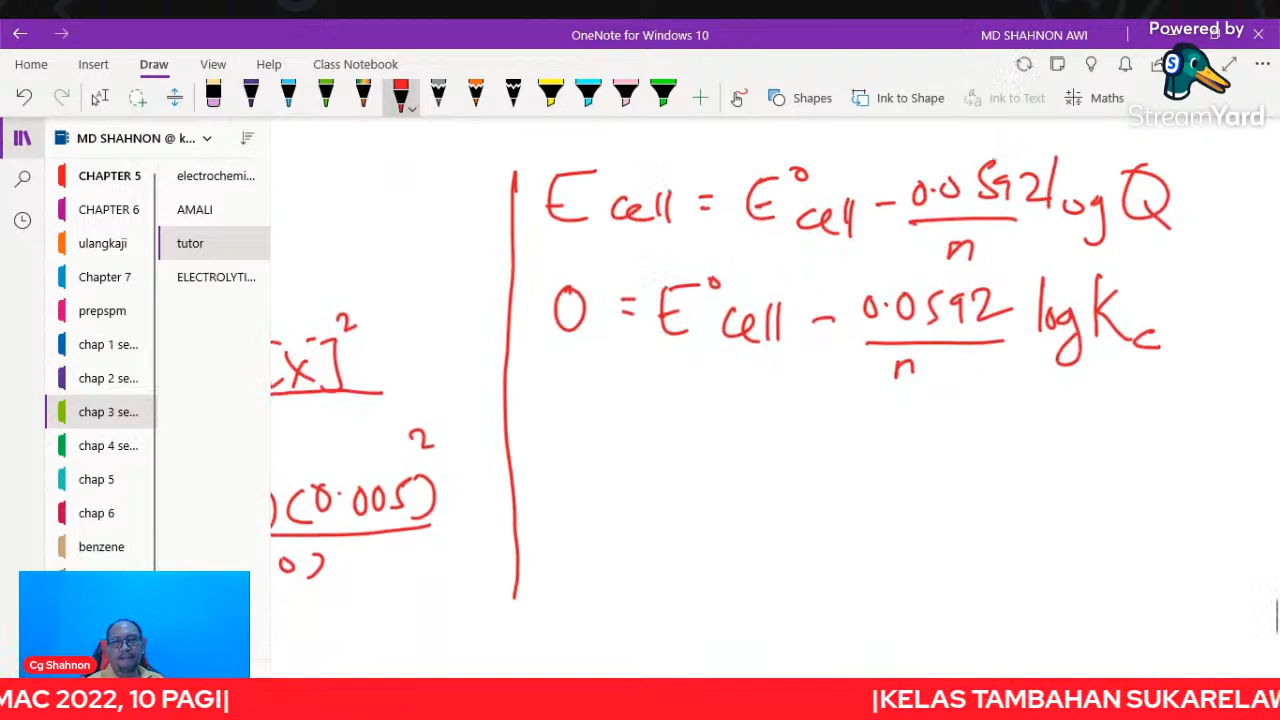 OneNote for Windows 10
MD SHAHNON AWI
Powered by
StreamYard
Home Insert Draw View Help Class Notebook
Shapes Ink to Shape Ink to Text Maths
MD SHAHNON @ k...
CHAPTER 5
CHAPTER 6
ulangkaji
Chapter 7
prepspm
chap 1 se...
chap 2 se...
chap 3 se...
chap 4 se...
chap 5
chap 6
benzene
electrochemi...
AMALI
tutor
ELECTROLYTI...
[X⁻]²
)(0.005)²
0)
E cell = E° cell - 0.0592/n log Q
0 = E° cell - 0.0592/n log Kc
Cg Shahnon
MAC 2022, 10 PAGI|
|KELAS TAMBAHAN SUKARELAW